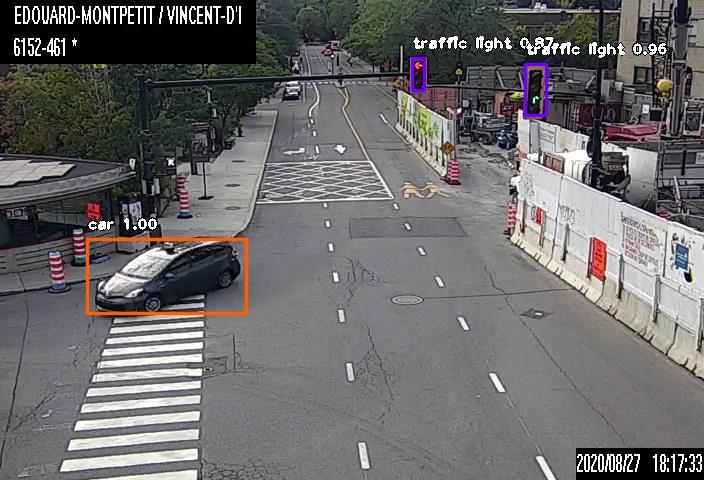 EDOUARD-MONTPETIT / VINCENT-D'I
6152-461 *
traffic light 0.87
traffic light 0.96
car 1.00
2020/08/27 18:17:33